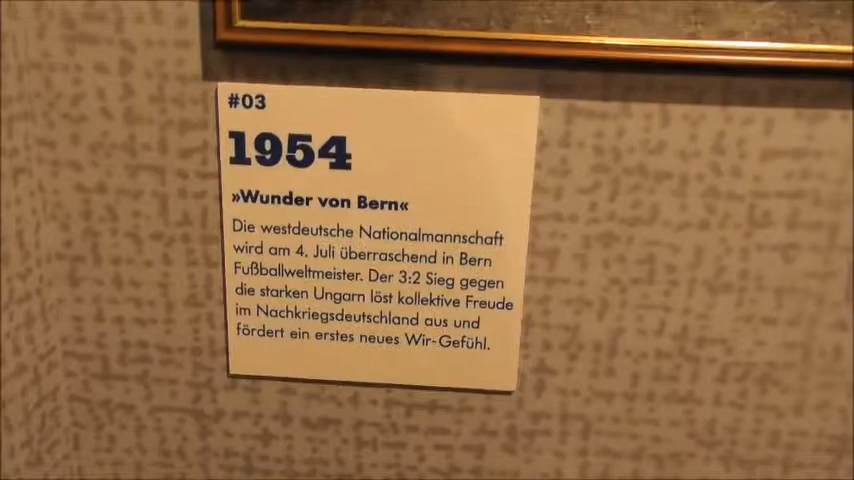 #03
1954
»Wunder von Bern«
Die westdeutsche Nationalmannschaft
wird am 4. Juli überraschend in Bern
Fußballweltmeister. Der 3:2 Sieg gegen
die starken Ungarn löst kollektive Freude
im Nachkriegsdeutschland aus und
fördert ein erstes neues Wir-Gefühl.